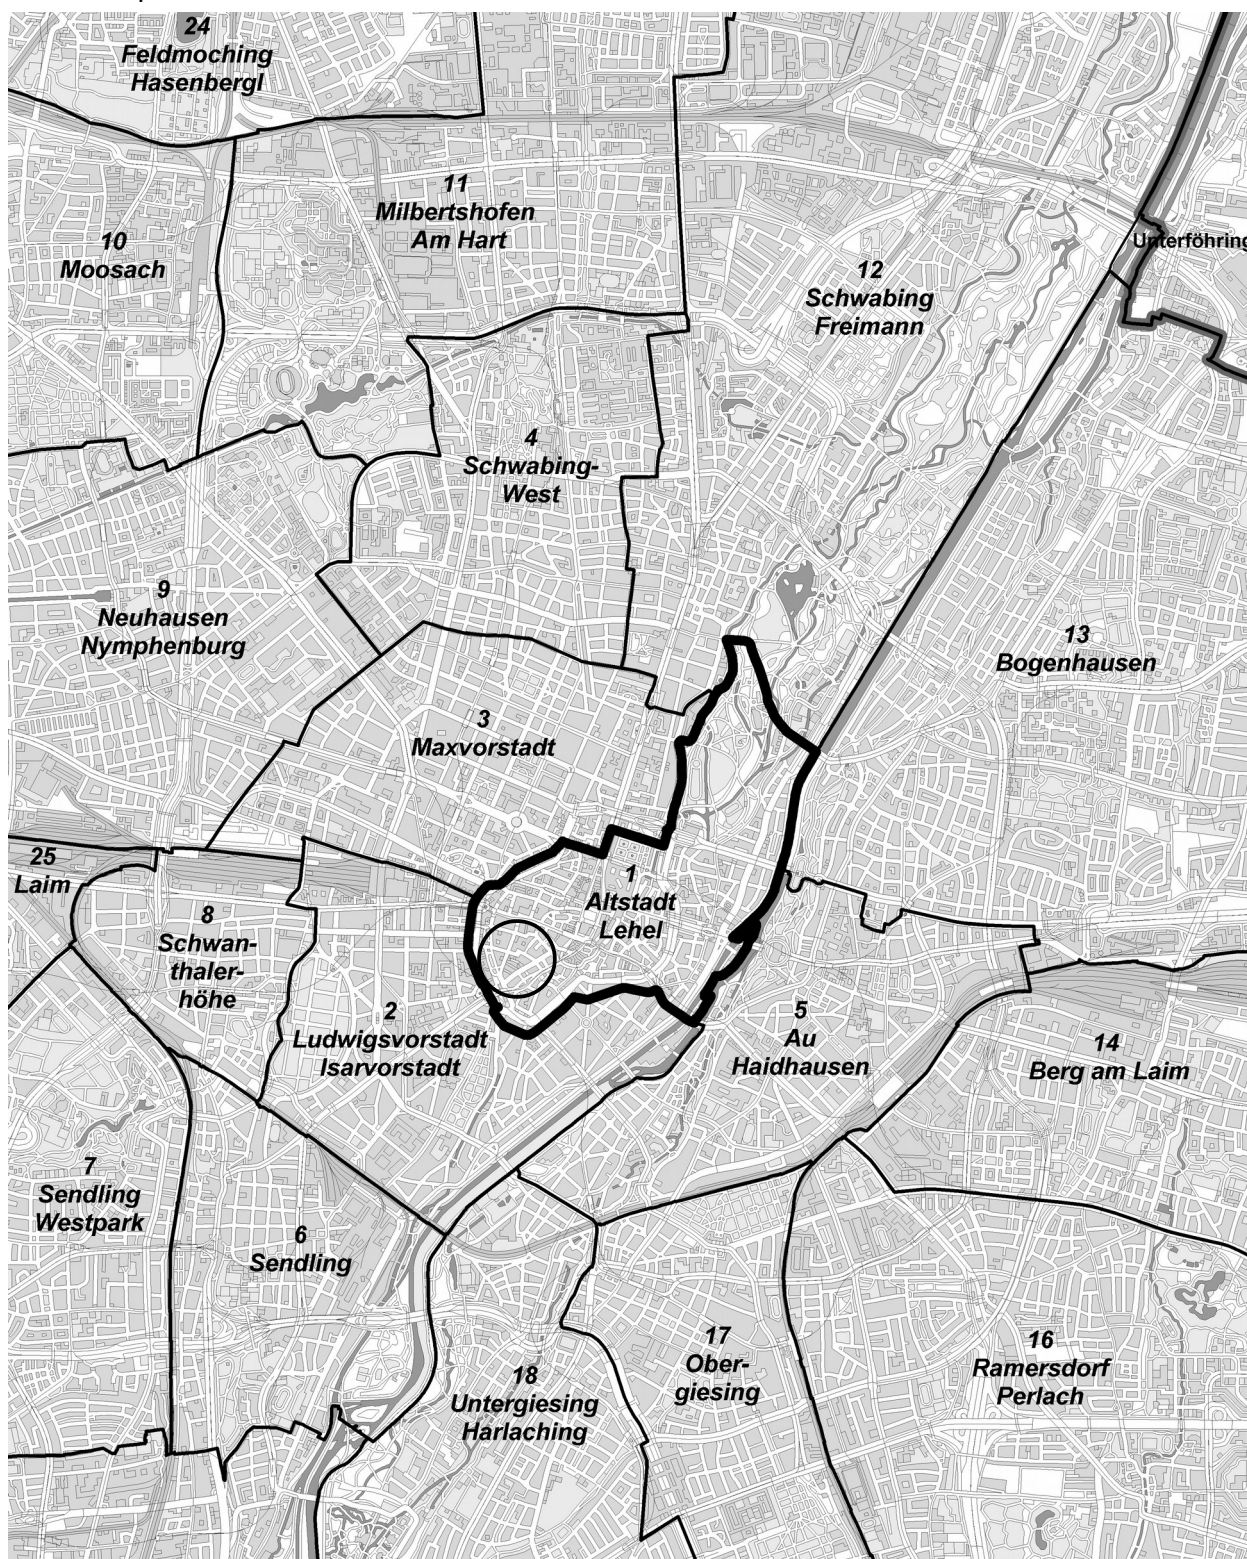 24
Feldmoching
Hasenbergl
11
Milbertshofen
Am Hart
10
Moosach
Unterföhring
12
Schwabing
Freimann
4
Schwabing-
West
9
Neuhausen
Nymphenburg
13
Bogenhausen
3
Maxvorstadt
25
Laim
1
Altstadt
Lehel
8
Schwan-
thaler-
höhe
2
Ludwigsvorstadt
Isarvorstadt
5
Au
Haidhausen
14
Berg am Laim
7
Sendling
Westpark
6
Sendling
17
Ober-
giesing
16
Ramersdorf
Perlach
18
Untergiesing
Harlaching